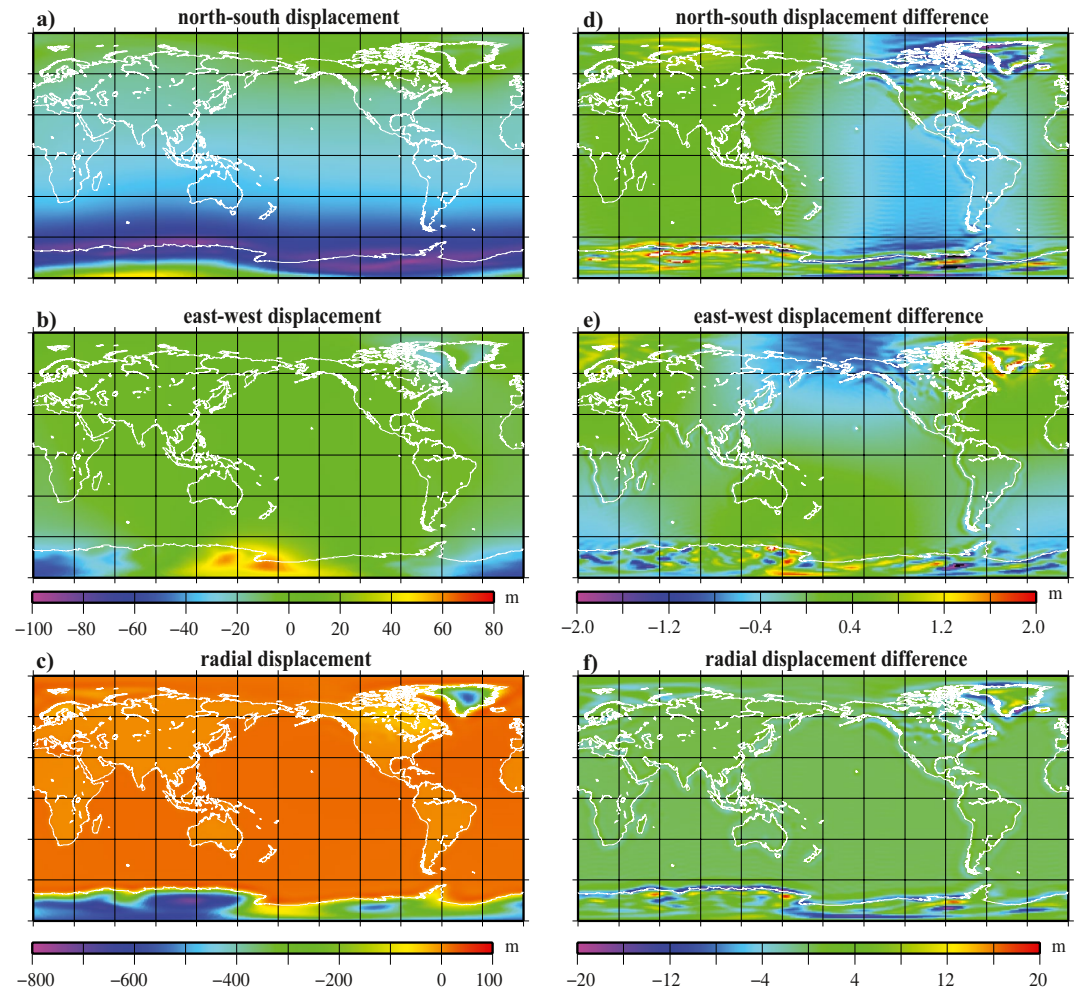 a) north-south displacement
d) north-south displacement difference
b) east-west displacement
e) east-west displacement difference
−100 −80 −60 −40 −20 0 20 40 60 80 m
−2.0 −1.2 −0.4 0.4 1.2 2.0 m
c) radial displacement
f) radial displacement difference
−800 −600 −400 −200 0 100 m
−20 −12 −4 4 12 20 m